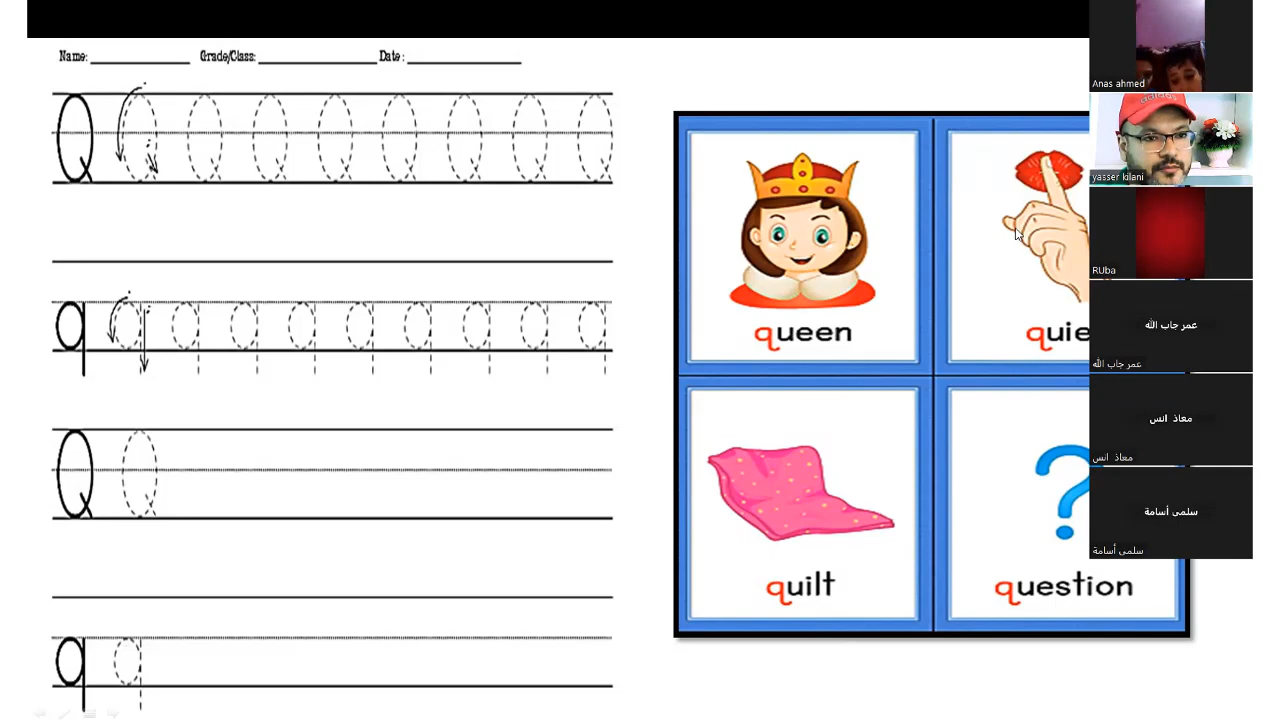 Name: Grade/Class: Date :
Q Q Q Q Q Q Q Q Q
q q q q q q q q q q
Q Q
q q
queen
quie
quilt
question
Anas ahmed
adidas
yasser kilani
RUba
عمر جاب الله
عمر جاب الله
معاذ انس
معاذ انس
سلمى أسامة
سلمى أسامة